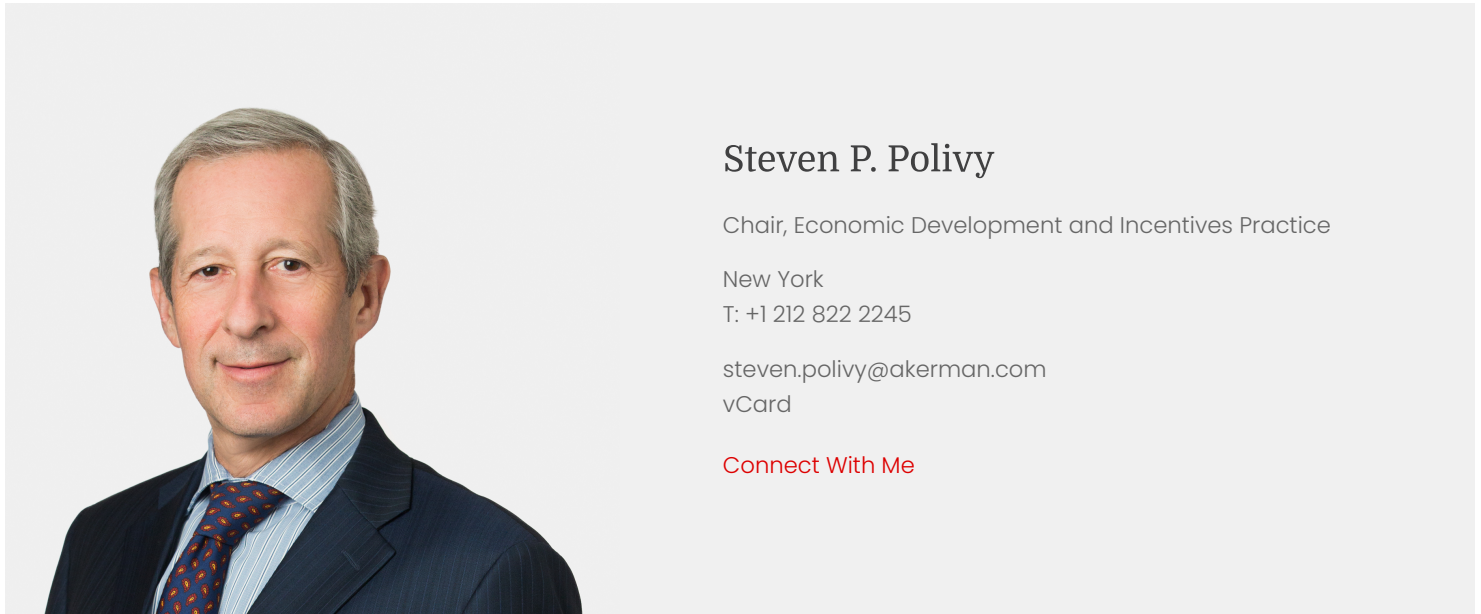 Steven P. Polivy
Chair, Economic Development and Incentives Practice
New York
T: +1 212 822 2245
steven.polivy@akerman.com
vCard
Connect With Me